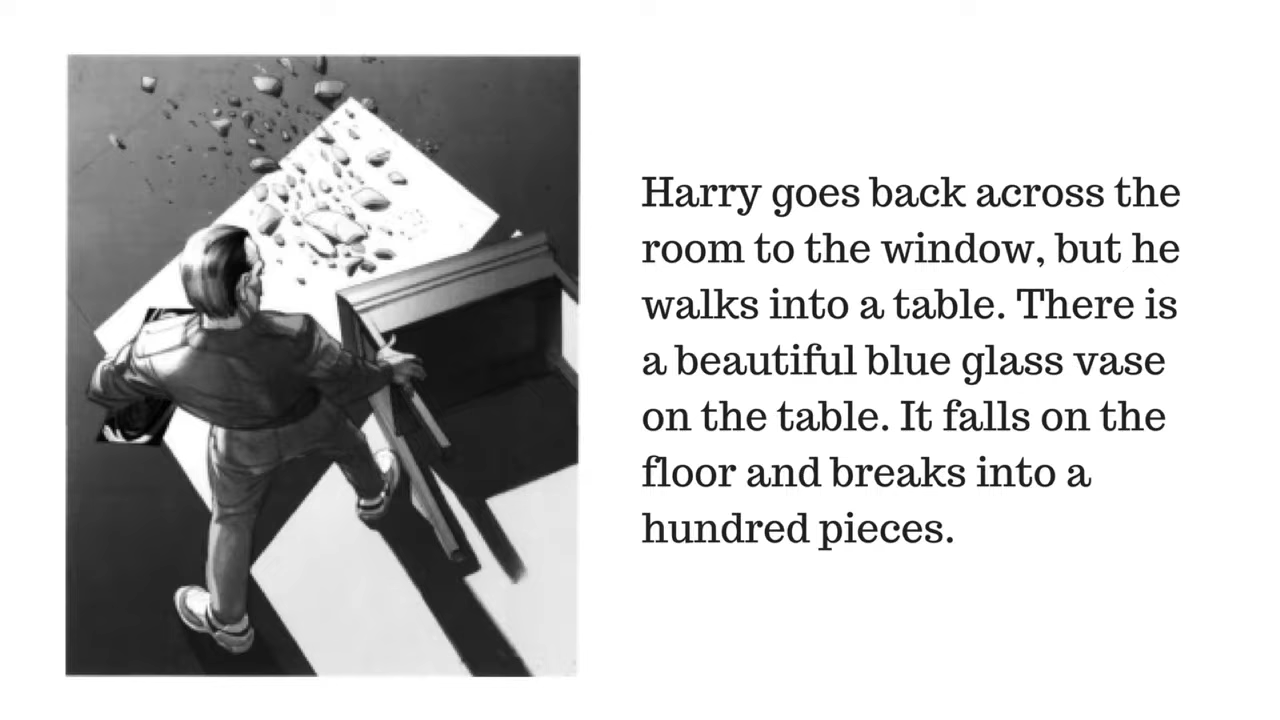 Harry goes back across the
room to the window, but he
walks into a table. There is
a beautiful blue glass vase
on the table. It falls on the
floor and breaks into a
hundred pieces.